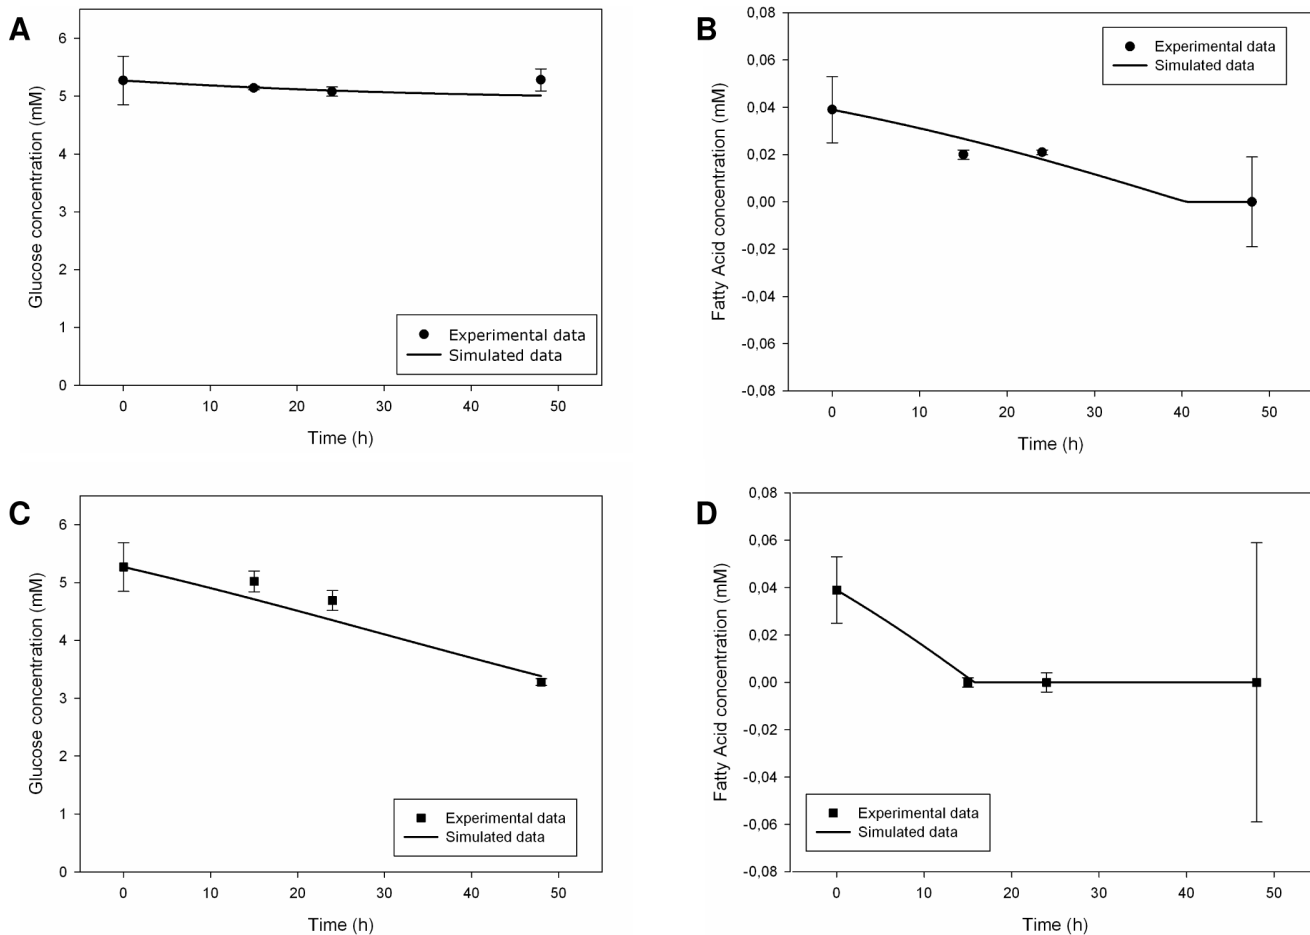 A
Glucose concentration (mM)
6
5
4
3
2
1
0
0 10 20 30 40 50
Time (h)
Experimental data
Simulated data
B
Fatty Acid concentration (mM)
0,08
0,06
0,04
0,02
0,00
-0,02
-0,04
-0,06
-0,08
0 10 20 30 40 50
Time (h)
Experimental data
Simulated data
C
Glucose concentration (mM)
6
5
4
3
2
1
0
0 10 20 30 40 50
Time (h)
Experimental data
Simulated data
D
Fatty Acid concentration (mM)
0,08
0,06
0,04
0,02
0,00
-0,02
-0,04
-0,06
-0,08
0 10 20 30 40 50
Time (h)
Experimental data
Simulated data